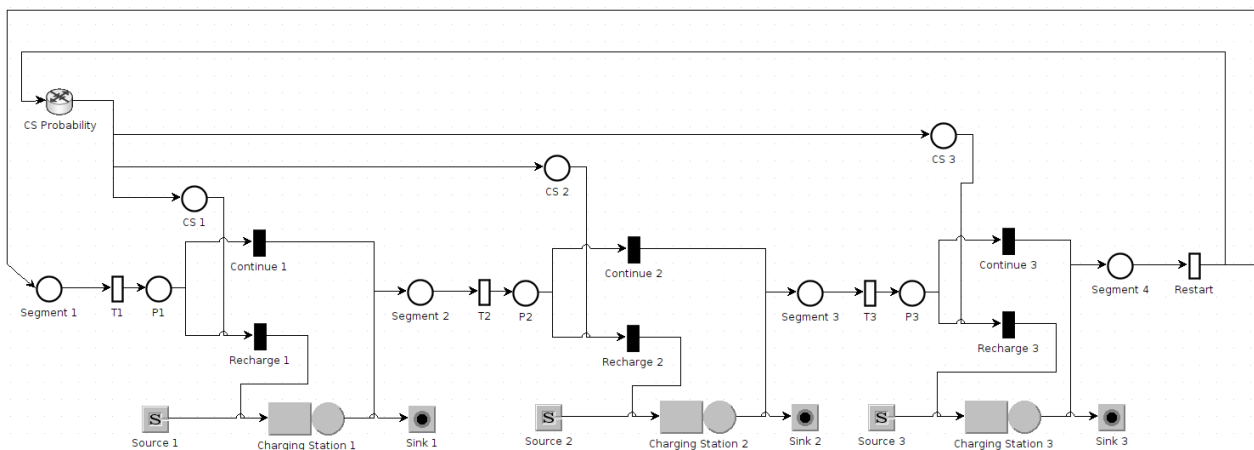 CS Probability
CS 3
CS 2
CS 1
Continue 1
Continue 2
Continue 3
Segment 1
T1
P1
Segment 2
T2
P2
Segment 3
T3
P3
Segment 4
Restart
Recharge 1
Recharge 2
Recharge 3
S
S
S
Source 1
Charging Station 1
Sink 1
Source 2
Charging Station 2
Sink 2
Source 3
Charging Station 3
Sink 3